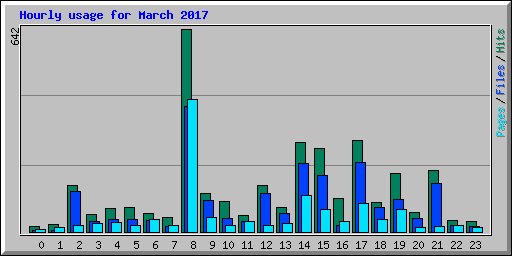 Hourly usage for March 2017
642
Pages/Files/Hits
0 1 2 3 4 5 6 7 8 9 10 11 12 13 14 15 16 17 18 19 20 21 22 23